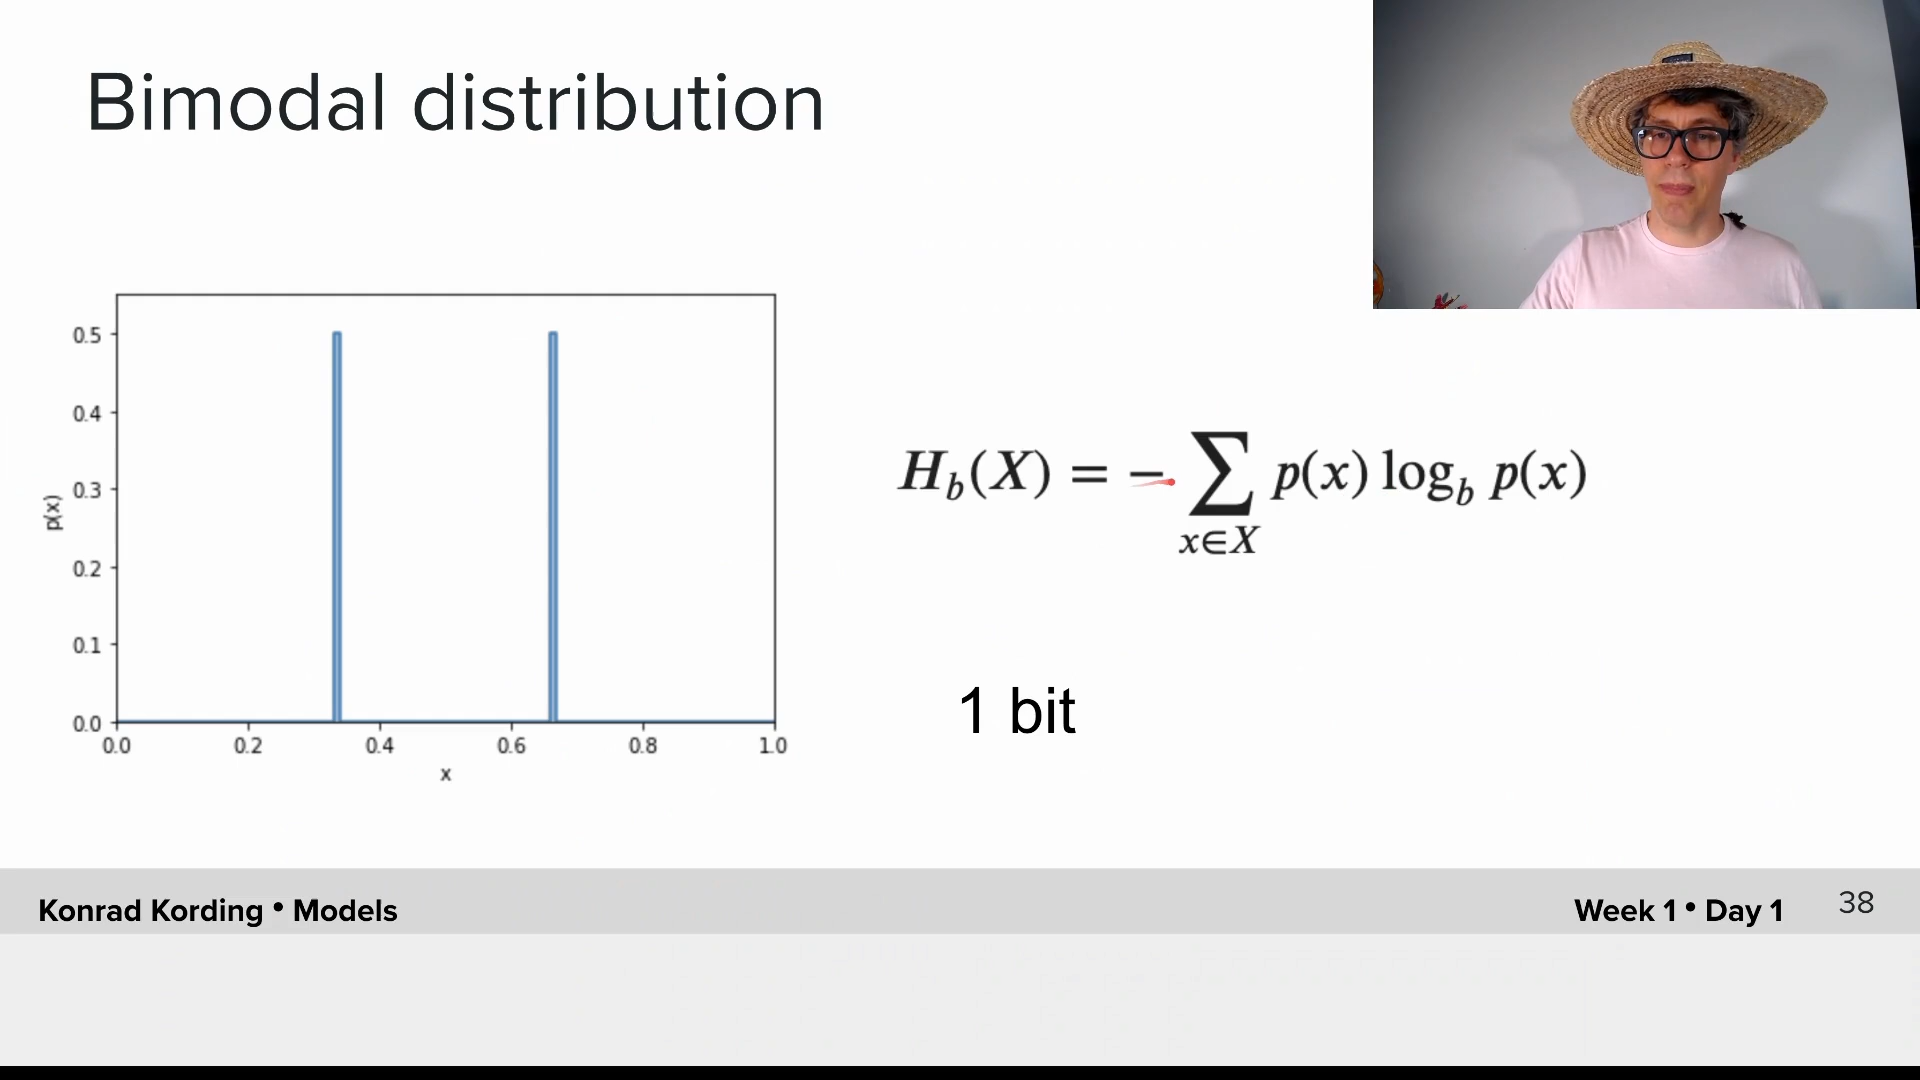 Bimodal distribution
0.5
0.4
0.3
0.2
0.1
0.0
p(x)
0.0 0.2 0.4 0.6 0.8 1.0
x
H_b(X) = − ∑_{x∈X} p(x) log_b p(x)
1 bit
Konrad Kording • Models
Week 1 • Day 1 38